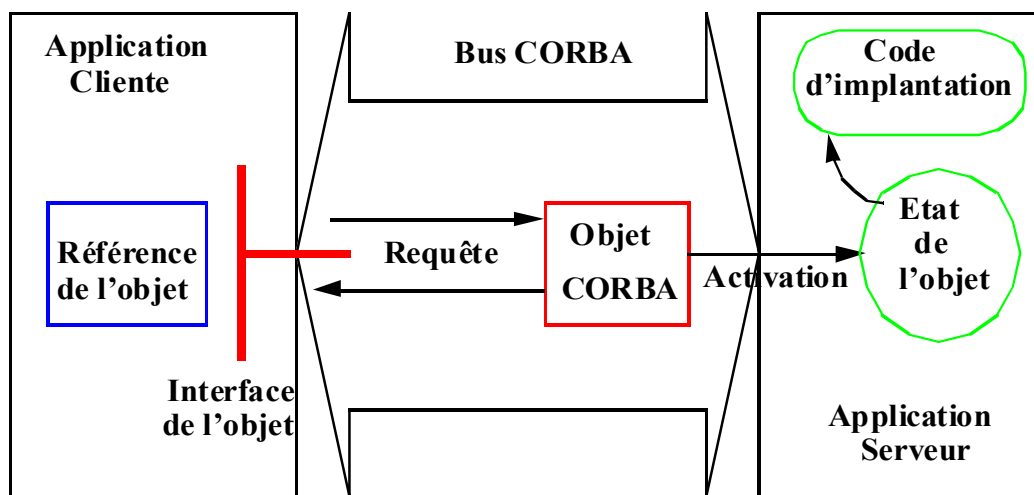 Application
Cliente
Référence
de l'objet
Interface
de l'objet
Bus CORBA
Requête
Objet
CORBA
Activation
Code
d'implantation
Etat
de
l'objet
Application
Serveur